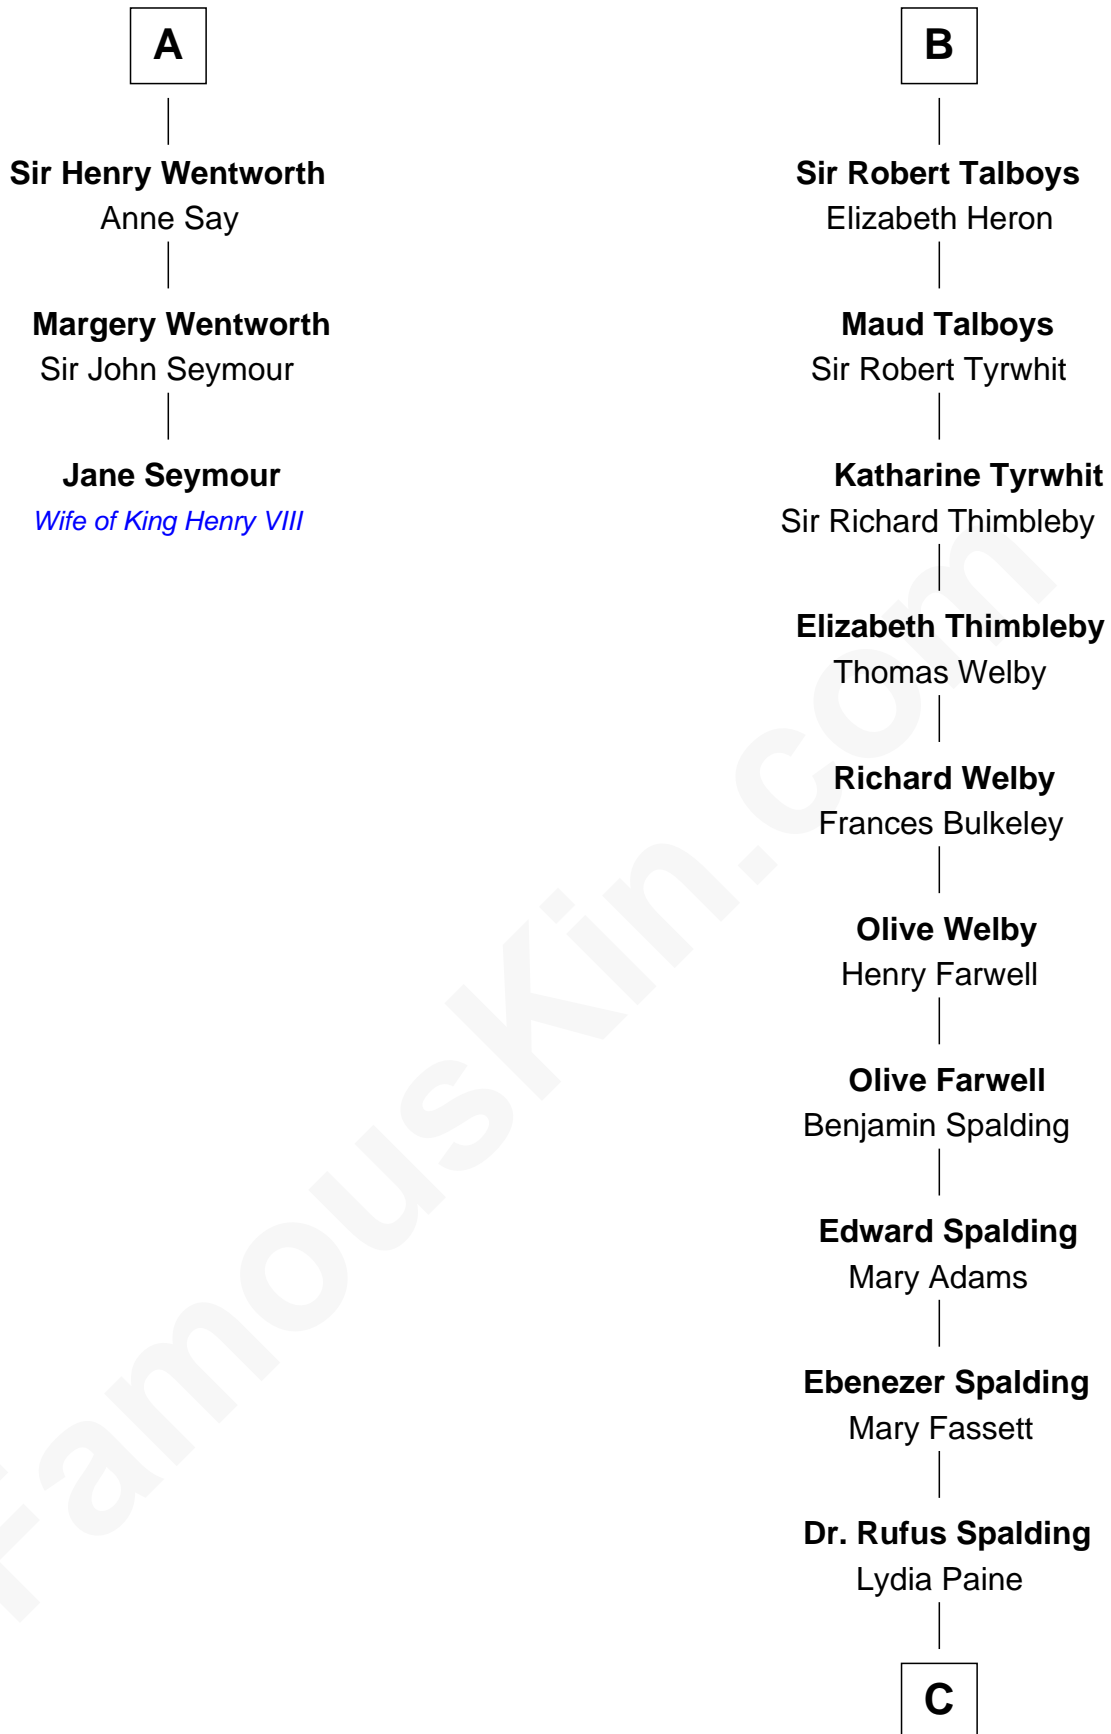 A
Sir Henry Wentworth
Anne Say
Margery Wentworth
Sir John Seymour
Jane Seymour
Wife of King Henry VIII
B
Sir Robert Talboys
Elizabeth Heron
Maud Talboys
Sir Robert Tyrwhit
Katharine Tyrwhit
Sir Richard Thimbleby
Elizabeth Thimbleby
Thomas Welby
Richard Welby
Frances Bulkeley
Olive Welby
Henry Farwell
Olive Farwell
Benjamin Spalding
Edward Spalding
Mary Adams
Ebenezer Spalding
Mary Fassett
Dr. Rufus Spalding
Lydia Paine
C
FamousKin.com